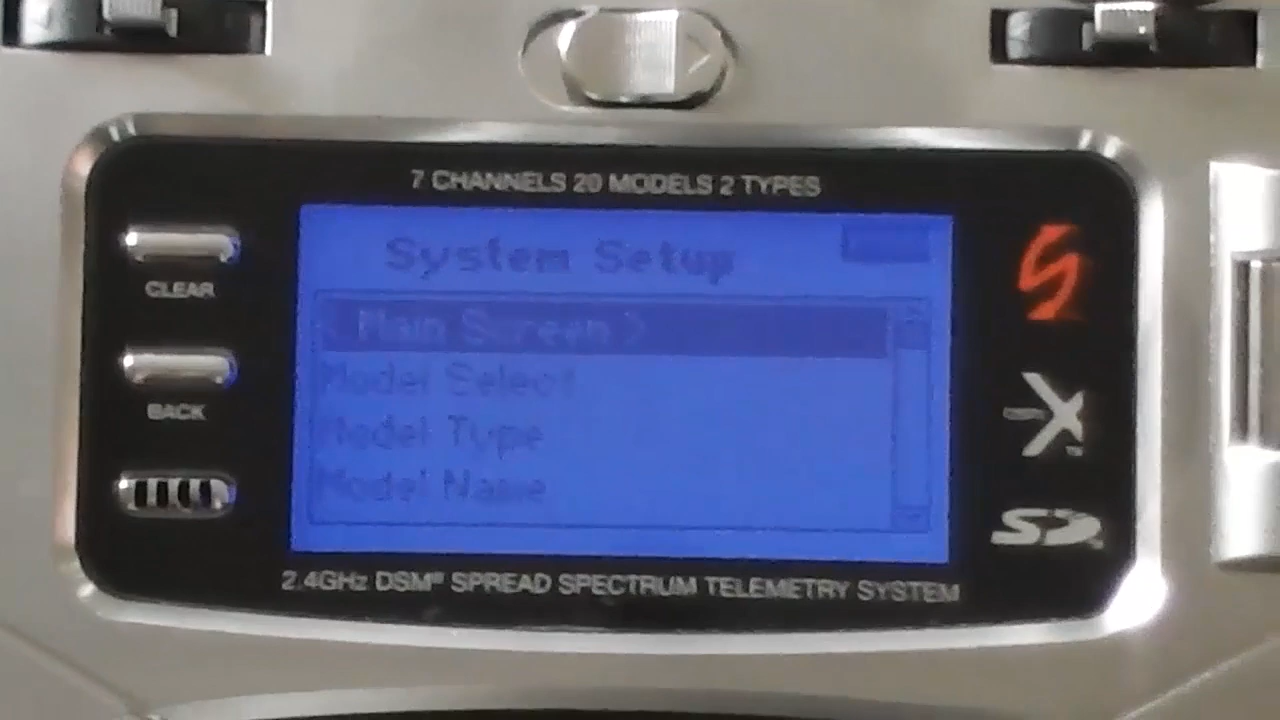 7 CHANNELS 20 MODELS 2 TYPES
System Setup
< Main Screen >
Model Select
Model Type
Model Name
CLEAR
BACK
X
SD
2.4GHz DSM® SPREAD SPECTRUM TELEMETRY SYSTEM